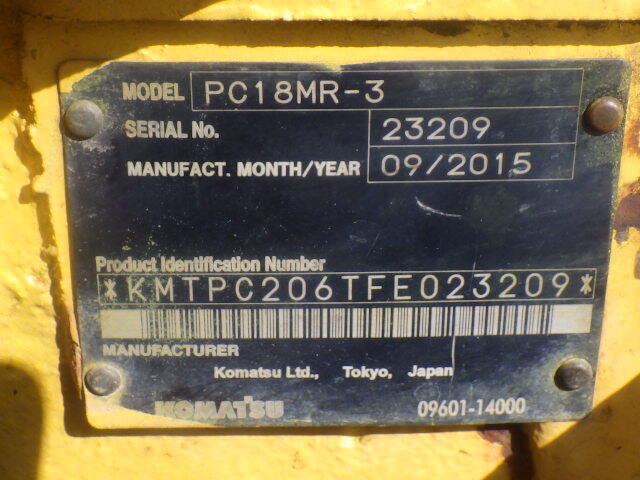 MODEL PC18MR-3
SERIAL No. 23209
MANUFACT. MONTH/YEAR 09/2015
Product Identification Number
*KMTPC206TFE023209*
MANUFACTURER
Komatsu Ltd., Tokyo, Japan
KOMATSU 09601-14000